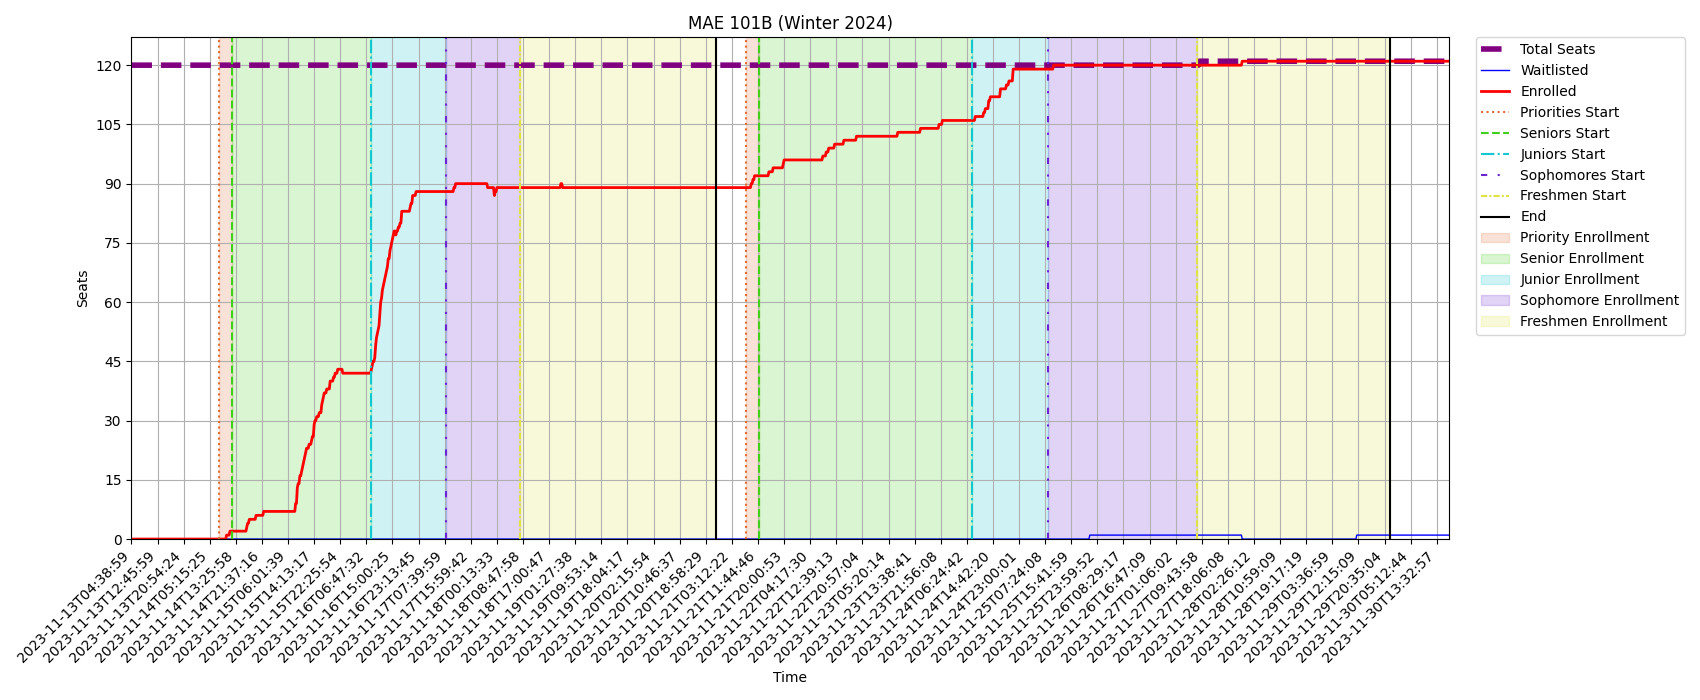 MAE 101B (Winter 2024)
Seats
120
105
90
75
60
45
30
15
0
2023-11-13T04:38:59
2023-11-13T12:45:59
2023-11-13T20:54:24
2023-11-14T05:15:25
2023-11-14T13:25:58
2023-11-14T21:37:16
2023-11-15T06:01:39
2023-11-15T14:13:17
2023-11-15T22:25:54
2023-11-16T06:47:32
2023-11-16T15:00:25
2023-11-16T23:13:45
2023-11-17T07:39:59
2023-11-17T15:59:42
2023-11-18T00:13:33
2023-11-18T08:47:58
2023-11-18T17:00:47
2023-11-19T01:27:38
2023-11-19T09:53:14
2023-11-19T18:04:17
2023-11-20T02:15:54
2023-11-20T10:46:37
2023-11-20T18:58:29
2023-11-21T03:12:22
2023-11-21T11:44:46
2023-11-21T20:00:53
2023-11-22T04:17:30
2023-11-22T12:39:13
2023-11-22T20:57:04
2023-11-23T05:20:14
2023-11-23T13:38:41
2023-11-23T21:56:08
2023-11-24T06:24:42
2023-11-24T14:42:20
2023-11-24T23:00:01
2023-11-25T07:24:08
2023-11-25T15:41:59
2023-11-25T23:59:52
2023-11-26T08:29:17
2023-11-26T16:47:09
2023-11-27T01:06:02
2023-11-27T09:43:58
2023-11-27T18:06:08
2023-11-28T02:26:12
2023-11-28T10:59:09
2023-11-28T19:17:19
2023-11-29T03:36:59
2023-11-29T12:15:09
2023-11-29T20:35:04
2023-11-30T05:12:44
2023-11-30T13:32:57
Time
Total Seats
Waitlisted
Enrolled
Priorities Start
Seniors Start
Juniors Start
Sophomores Start
Freshmen Start
End
Priority Enrollment
Senior Enrollment
Junior Enrollment
Sophomore Enrollment
Freshmen Enrollment